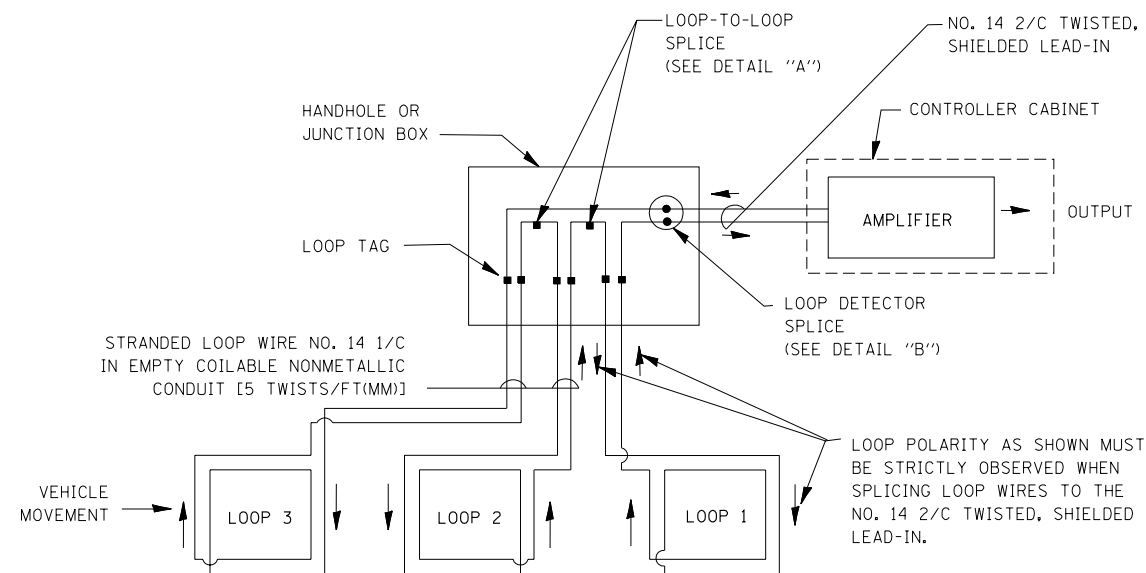 LOOP-TO-LOOP
SPLICE
(SEE DETAIL "A")
NO. 14 2/C TWISTED,
SHIELDED LEAD-IN
HANDHOLE OR
JUNCTION BOX
CONTROLLER CABINET
AMPLIFIER
OUTPUT
LOOP TAG
LOOP DETECTOR
SPLICE
(SEE DETAIL "B")
STRANDED LOOP WIRE NO. 14 1/C
IN EMPTY COILABLE NONMETALLIC
CONDUIT [5 TWISTS/FT(MM)]
LOOP POLARITY AS SHOWN MUST
BE STRICTLY OBSERVED WHEN
SPLICING LOOP WIRES TO THE
NO. 14 2/C TWISTED, SHIELDED
LEAD-IN.
VEHICLE
MOVEMENT
LOOP 3
LOOP 2
LOOP 1